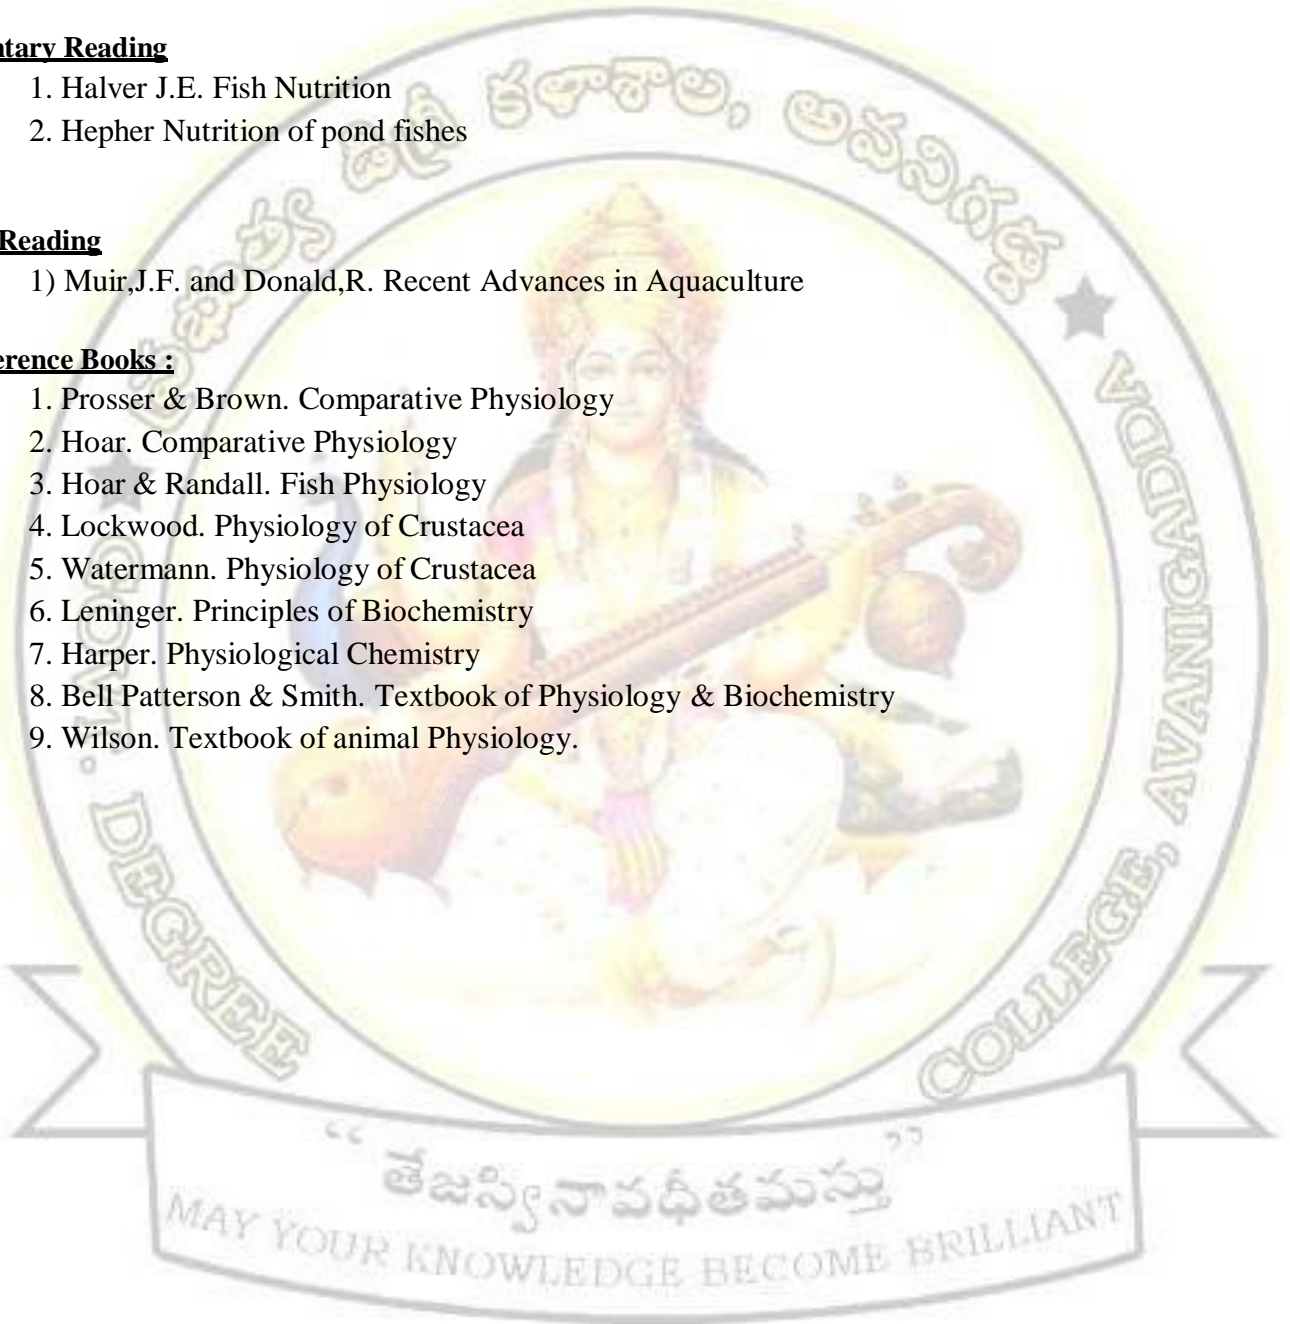 ntary Reading
1. Halver J.E. Fish Nutrition
2. Hepher Nutrition of pond fishes
Reading
1) Muir,J.F. and Donald,R. Recent Advances in Aquaculture
erence Books :
1. Prosser & Brown. Comparative Physiology
2. Hoar. Comparative Physiology
3. Hoar & Randall. Fish Physiology
4. Lockwood. Physiology of Crustacea
5. Watermann. Physiology of Crustacea
6. Leninger. Principles of Biochemistry
7. Harper. Physiological Chemistry
8. Bell Patterson & Smith. Textbook of Physiology & Biochemistry
9. Wilson. Textbook of animal Physiology.
డిగ్రీ కళాశాల, అవనిగడ్డ
DEGREE COLLEGE, AVANIGADDA
“ తేజస్వినావధీతమస్తు ”
MAY YOUR KNOWLEDGE BECOME BRILLIANT